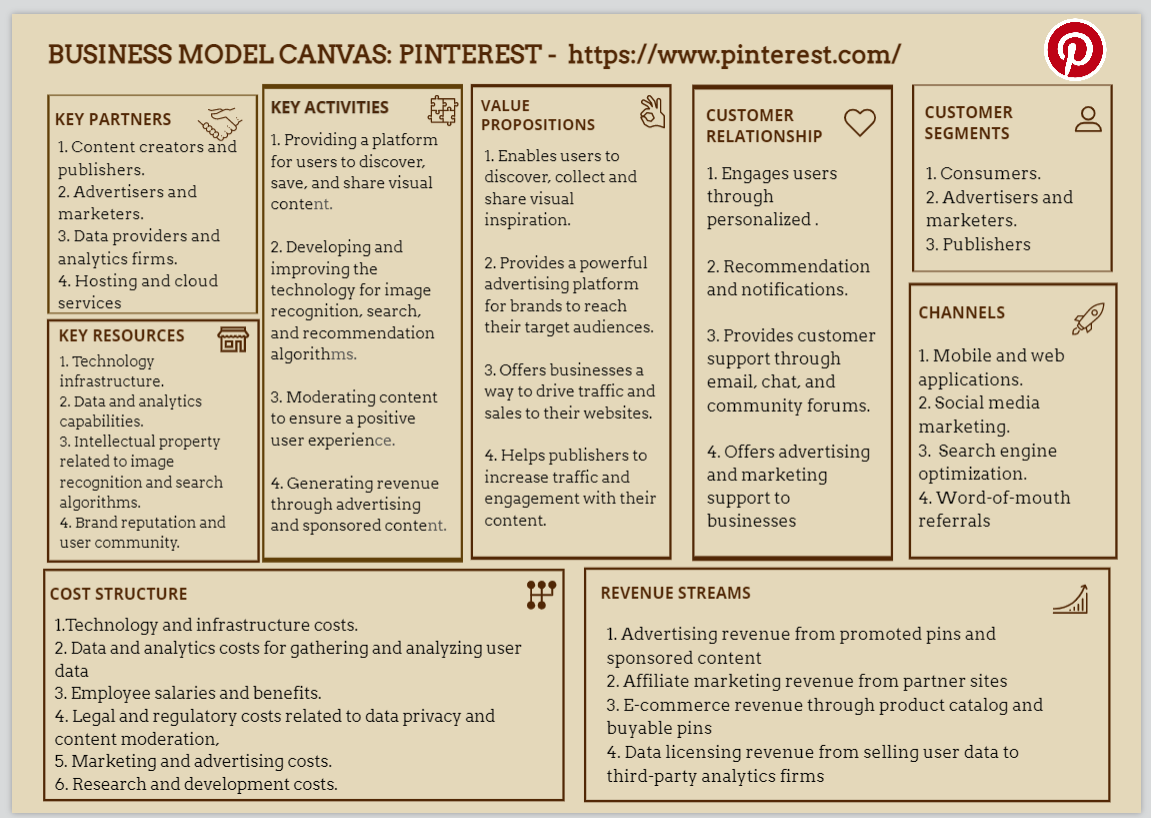 BUSINESS MODEL CANVAS: PINTEREST - https://www.pinterest.com/
KEY PARTNERS
1. Content creators and
publishers.
2. Advertisers and
marketers.
3. Data providers and
analytics firms.
4. Hosting and cloud
services
KEY RESOURCES
1. Technology
infrastructure.
2. Data and analytics
capabilities.
3. Intellectual property
related to image
recognition and search
algorithms.
4. Brand reputation and
user community.
KEY ACTIVITIES
1. Providing a platform
for users to discover,
save, and share visual
content.
2. Developing and
improving the
technology for image
recognition, search,
and recommendation
algorithms.
3. Moderating content
to ensure a positive
user experience.
4. Generating revenue
through advertising
and sponsored content.
VALUE
PROPOSITIONS
1. Enables users to
discover, collect and
share visual
inspiration.
2. Provides a powerful
advertising platform
for brands to reach
their target audiences.
3. Offers businesses a
way to drive traffic and
sales to their websites.
4. Helps publishers to
increase traffic and
engagement with their
content.
CUSTOMER
RELATIONSHIP
1. Engages users
through
personalized .
2. Recommendation
and notifications.
3. Provides customer
support through
email, chat, and
community forums.
4. Offers advertising
and marketing
support to
businesses
CUSTOMER
SEGMENTS
1. Consumers.
2. Advertisers and
marketers.
3. Publishers
CHANNELS
1. Mobile and web
applications.
2. Social media
marketing.
3. Search engine
optimization.
4. Word-of-mouth
referrals
COST STRUCTURE
1.Technology and infrastructure costs.
2. Data and analytics costs for gathering and analyzing user
data
3. Employee salaries and benefits.
4. Legal and regulatory costs related to data privacy and
content moderation,
5. Marketing and advertising costs.
6. Research and development costs.
REVENUE STREAMS
1. Advertising revenue from promoted pins and
sponsored content
2. Affiliate marketing revenue from partner sites
3. E-commerce revenue through product catalog and
buyable pins
4. Data licensing revenue from selling user data to
third-party analytics firms